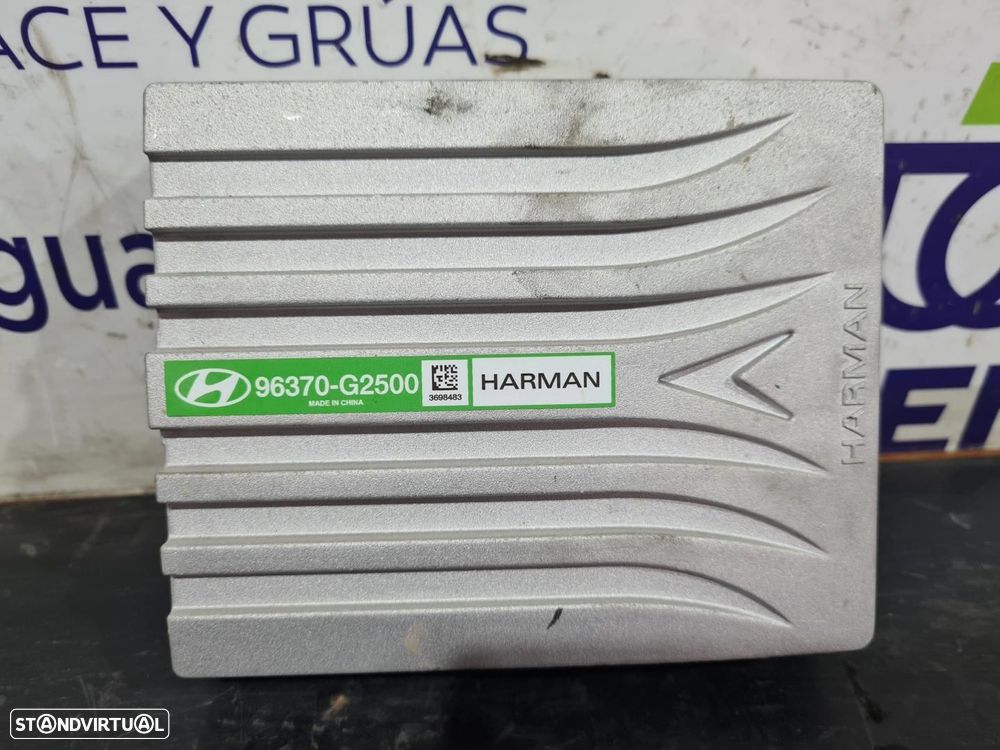 ACE Y GRÚAS
gua
96370-G2500
MADE IN CHINA
3698483
HARMAN
HARMAN
STANDVIRTUAL